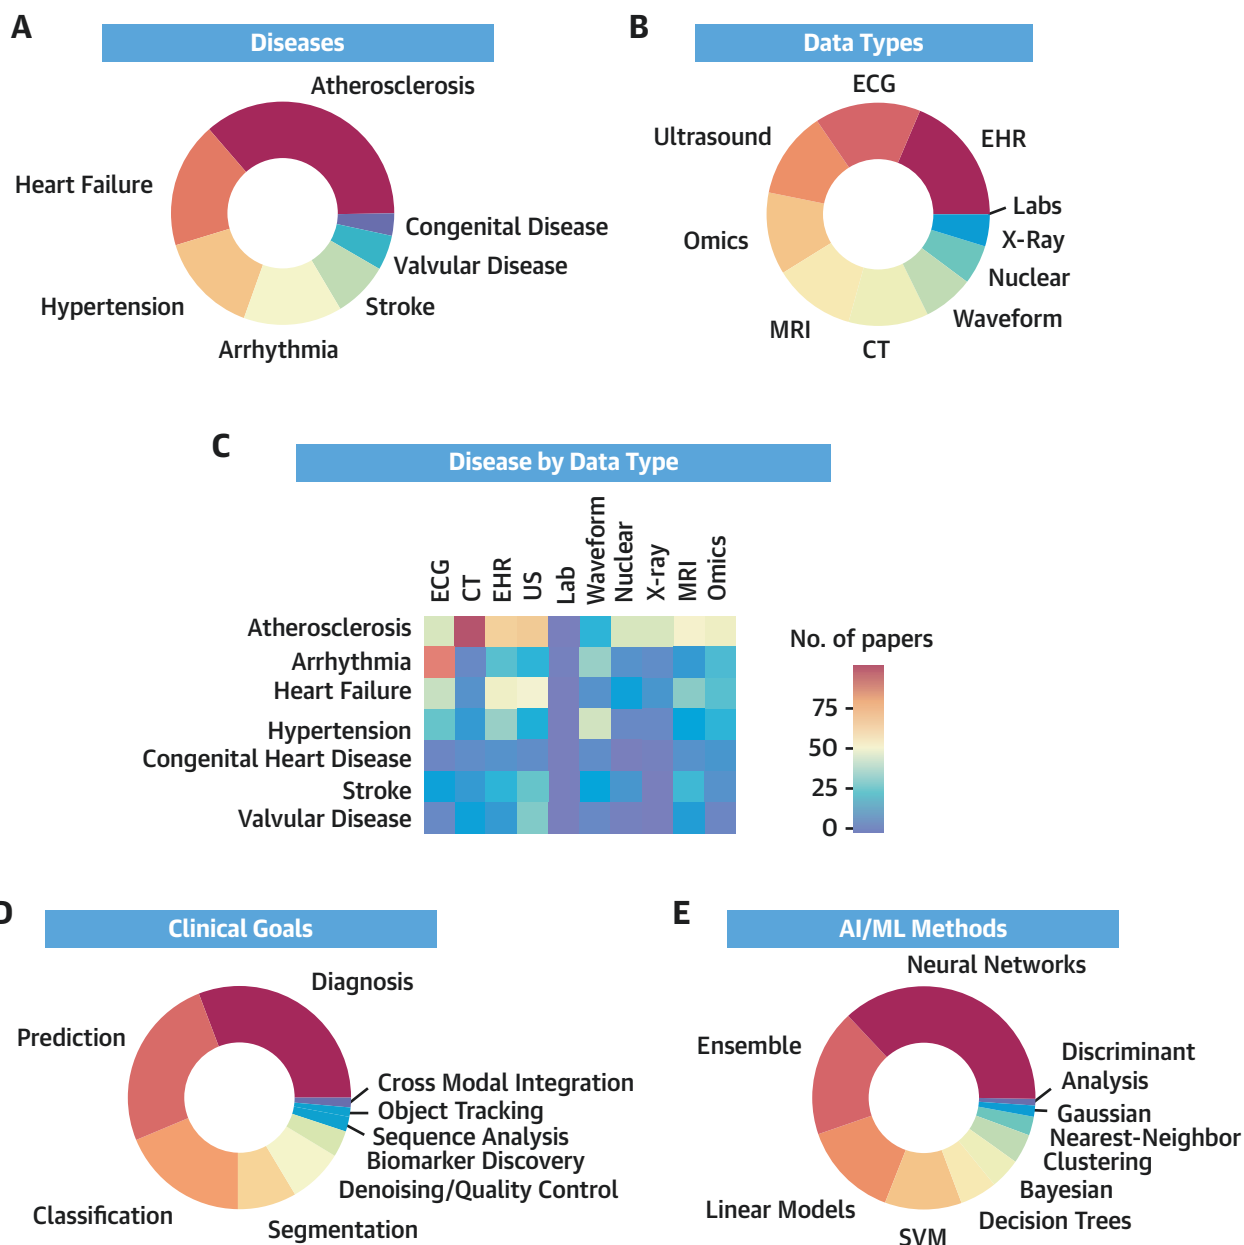 A
Diseases
Atherosclerosis
Heart Failure
Congenital Disease
Valvular Disease
Hypertension
Stroke
Arrhythmia
B
Data Types
ECG
Ultrasound
EHR
Labs
Omics
X-Ray
Nuclear
Waveform
MRI
CT
C
Disease by Data Type
ECG
CT
EHR
US
Lab
Waveform
Nuclear
X-ray
MRI
Omics
Atherosclerosis
Arrhythmia
Heart Failure
Hypertension
Congenital Heart Disease
Stroke
Valvular Disease
No. of papers
75
50
25
0
D
Clinical Goals
Diagnosis
Prediction
Cross Modal Integration
Object Tracking
Sequence Analysis
Biomarker Discovery
Denoising/Quality Control
Classification
Segmentation
E
AI/ML Methods
Neural Networks
Ensemble
Discriminant
Analysis
Gaussian
Nearest-Neighbor
Clustering
Bayesian
Linear Models
Decision Trees
SVM